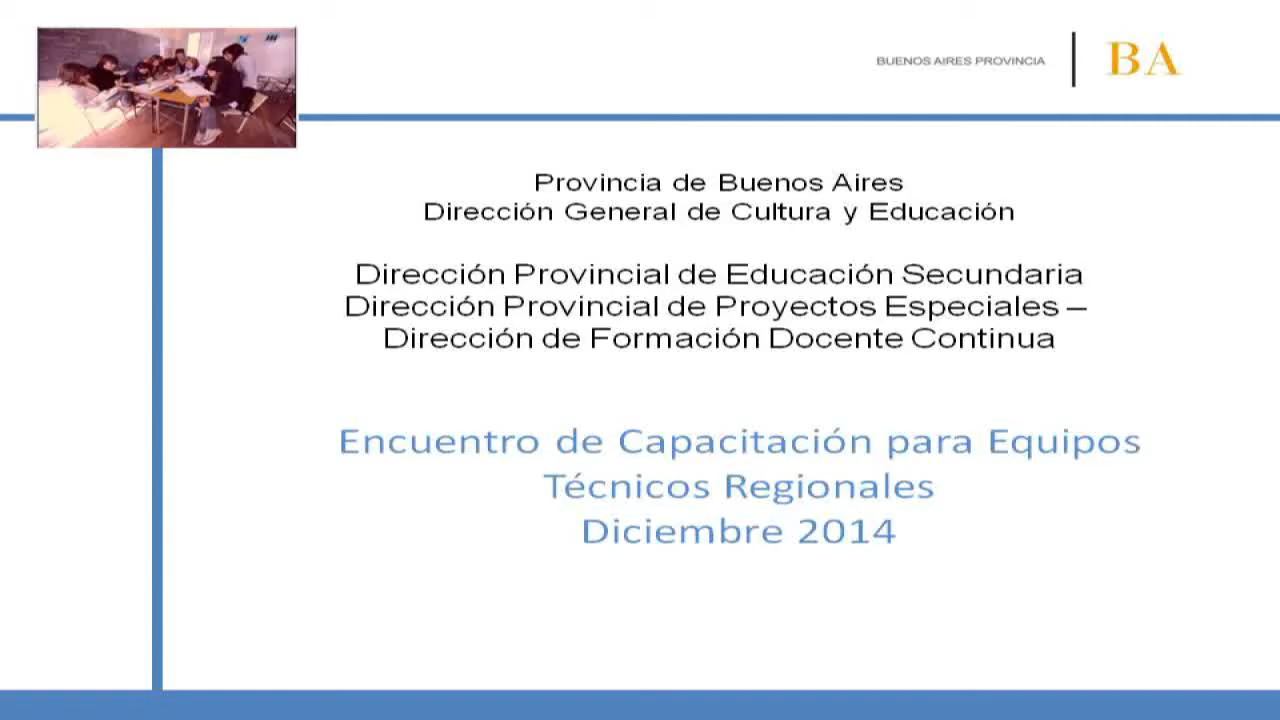 BUENOS AIRES PROVINCIA
BA
Provincia de Buenos Aires
Dirección General de Cultura y Educación
Dirección Provincial de Educación Secundaria
Dirección Provincial de Proyectos Especiales –
Dirección de Formación Docente Continua
Encuentro de Capacitación para Equipos
Técnicos Regionales
Diciembre 2014